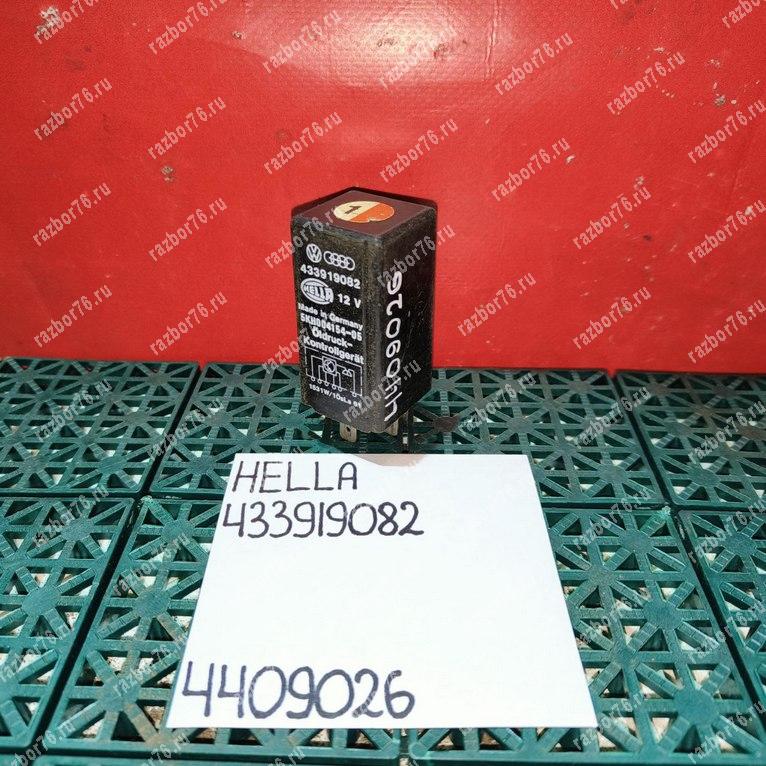 1
433919082
HELLA 12 V
Made in Germany
5KH004154-05
Öldruck-
Kontrollgerät
4409026
HELLA
433919082
4409026
razbor76.ru